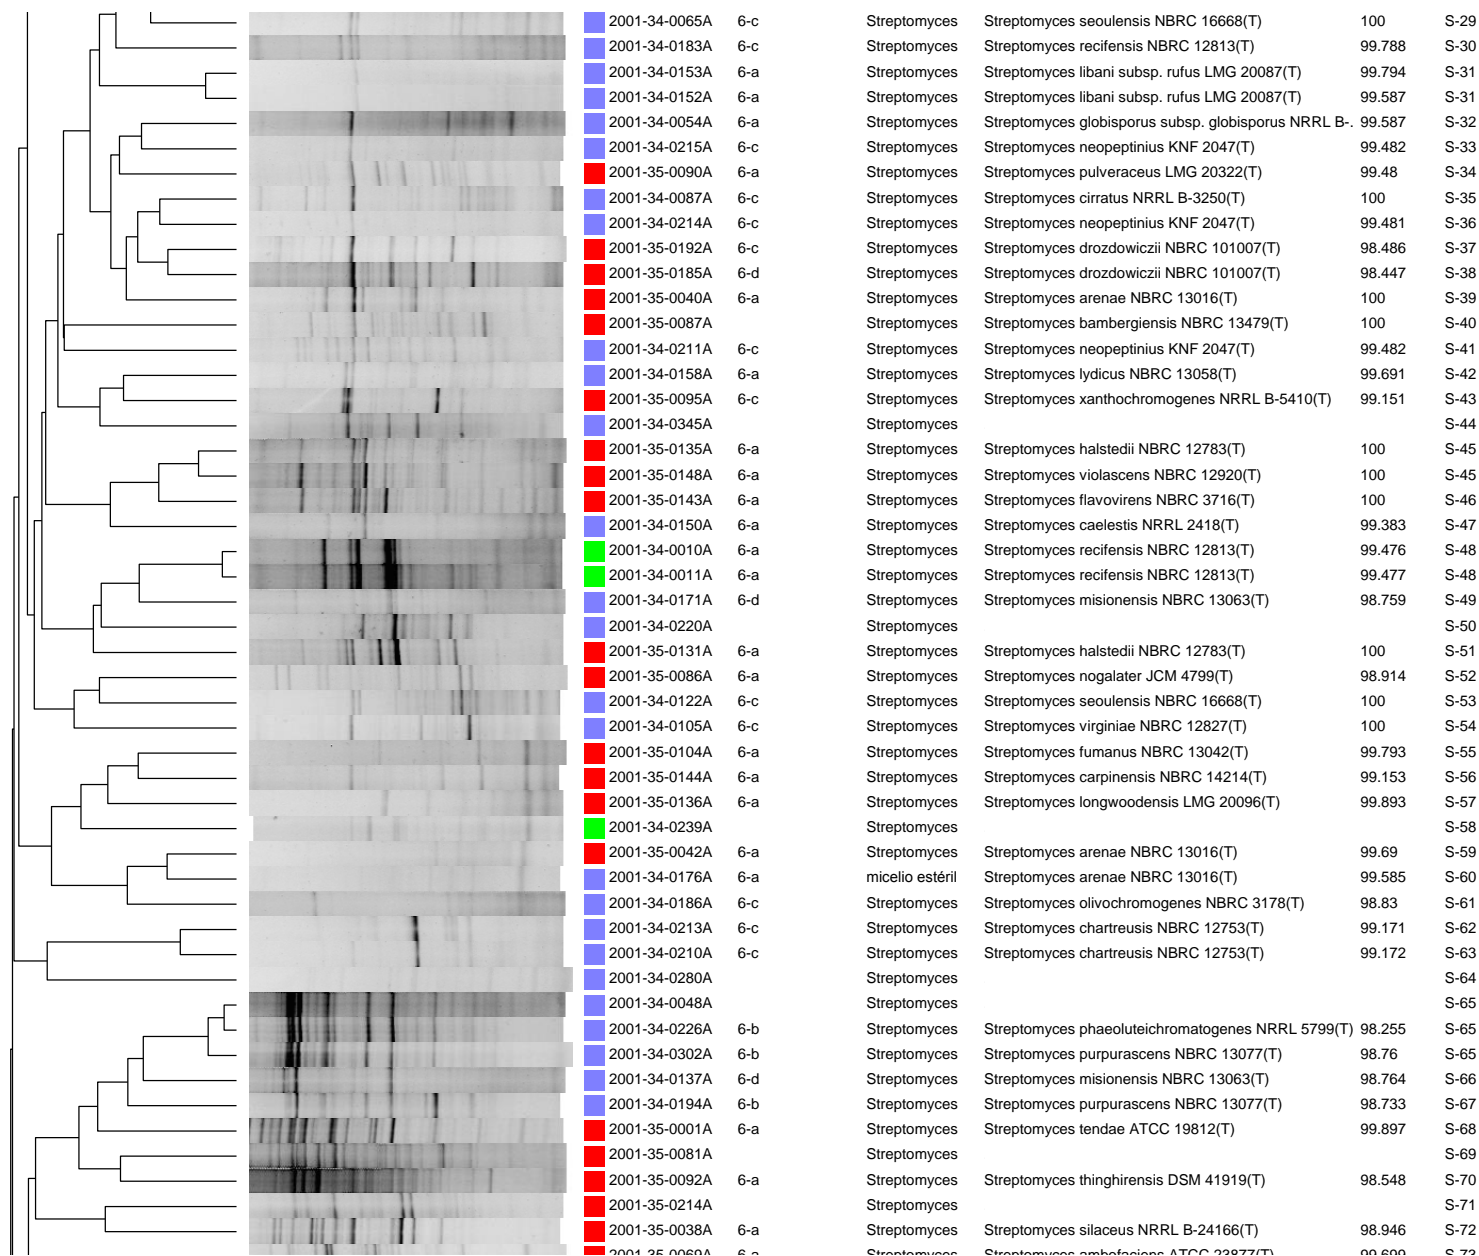 2001-34-0065A 6-c Streptomyces Streptomyces seoulensis NBRC 16668(T) 100 S-29
2001-34-0183A 6-c Streptomyces Streptomyces recifensis NBRC 12813(T) 99.788 S-30
2001-34-0153A 6-a Streptomyces Streptomyces libani subsp. rufus LMG 20087(T) 99.794 S-31
2001-34-0152A 6-a Streptomyces Streptomyces libani subsp. rufus LMG 20087(T) 99.587 S-31
2001-34-0054A 6-a Streptomyces Streptomyces globisporus subsp. globisporus NRRL B-. 99.587 S-32
2001-34-0215A 6-c Streptomyces Streptomyces neopeptinius KNF 2047(T) 99.482 S-33
2001-35-0090A 6-a Streptomyces Streptomyces pulveraceus LMG 20322(T) 99.48 S-34
2001-34-0087A 6-c Streptomyces Streptomyces cirratus NRRL B-3250(T) 100 S-35
2001-34-0214A 6-c Streptomyces Streptomyces neopeptinius KNF 2047(T) 99.481 S-36
2001-35-0192A 6-c Streptomyces Streptomyces drozdowiczii NBRC 101007(T) 98.486 S-37
2001-35-0185A 6-d Streptomyces Streptomyces drozdowiczii NBRC 101007(T) 98.447 S-38
2001-35-0040A 6-a Streptomyces Streptomyces arenae NBRC 13016(T) 100 S-39
2001-35-0087A Streptomyces Streptomyces bambergiensis NBRC 13479(T) 100 S-40
2001-34-0211A 6-c Streptomyces Streptomyces neopeptinius KNF 2047(T) 99.482 S-41
2001-34-0158A 6-a Streptomyces Streptomyces lydicus NBRC 13058(T) 99.691 S-42
2001-35-0095A 6-c Streptomyces Streptomyces xanthochromogenes NRRL B-5410(T) 99.151 S-43
2001-34-0345A Streptomyces S-44
2001-35-0135A 6-a Streptomyces Streptomyces halstedii NBRC 12783(T) 100 S-45
2001-35-0148A 6-a Streptomyces Streptomyces violascens NBRC 12920(T) 100 S-45
2001-35-0143A 6-a Streptomyces Streptomyces flavovirens NBRC 3716(T) 100 S-46
2001-34-0150A 6-a Streptomyces Streptomyces caelestis NRRL 2418(T) 99.383 S-47
2001-34-0010A 6-a Streptomyces Streptomyces recifensis NBRC 12813(T) 99.476 S-48
2001-34-0011A 6-a Streptomyces Streptomyces recifensis NBRC 12813(T) 99.477 S-48
2001-34-0171A 6-d Streptomyces Streptomyces misionensis NBRC 13063(T) 98.759 S-49
2001-34-0220A Streptomyces S-50
2001-35-0131A 6-a Streptomyces Streptomyces halstedii NBRC 12783(T) 100 S-51
2001-35-0086A 6-a Streptomyces Streptomyces nogalater JCM 4799(T) 98.914 S-52
2001-34-0122A 6-c Streptomyces Streptomyces seoulensis NBRC 16668(T) 100 S-53
2001-34-0105A 6-c Streptomyces Streptomyces virginiae NBRC 12827(T) 100 S-54
2001-35-0104A 6-a Streptomyces Streptomyces fumanus NBRC 13042(T) 99.793 S-55
2001-35-0144A 6-a Streptomyces Streptomyces carpinensis NBRC 14214(T) 99.153 S-56
2001-35-0136A 6-a Streptomyces Streptomyces longwoodensis LMG 20096(T) 99.893 S-57
2001-34-0239A Streptomyces S-58
2001-35-0042A 6-a Streptomyces Streptomyces arenae NBRC 13016(T) 99.69 S-59
2001-34-0176A 6-a micelio estéril Streptomyces arenae NBRC 13016(T) 99.585 S-60
2001-34-0186A 6-c Streptomyces Streptomyces olivochromogenes NBRC 3178(T) 98.83 S-61
2001-34-0213A 6-c Streptomyces Streptomyces chartreusis NBRC 12753(T) 99.171 S-62
2001-34-0210A 6-c Streptomyces Streptomyces chartreusis NBRC 12753(T) 99.172 S-63
2001-34-0280A Streptomyces S-64
2001-34-0048A Streptomyces S-65
2001-34-0226A 6-b Streptomyces Streptomyces phaeoluteichromatogenes NRRL 5799(T) 98.255 S-65
2001-34-0302A 6-b Streptomyces Streptomyces purpurascens NBRC 13077(T) 98.76 S-65
2001-34-0137A 6-d Streptomyces Streptomyces misionensis NBRC 13063(T) 98.764 S-66
2001-34-0194A 6-b Streptomyces Streptomyces purpurascens NBRC 13077(T) 98.733 S-67
2001-35-0001A 6-a Streptomyces Streptomyces tendae ATCC 19812(T) 99.897 S-68
2001-35-0081A Streptomyces S-69
2001-35-0092A 6-a Streptomyces Streptomyces thinghirensis DSM 41919(T) 98.548 S-70
2001-35-0214A Streptomyces S-71
2001-35-0038A 6-a Streptomyces Streptomyces silaceus NRRL B-24166(T) 98.946 S-72
2001-35-0069A 6-a Streptomyces Streptomyces ambofaciens ATCC 23877(T) 99.699 S-73